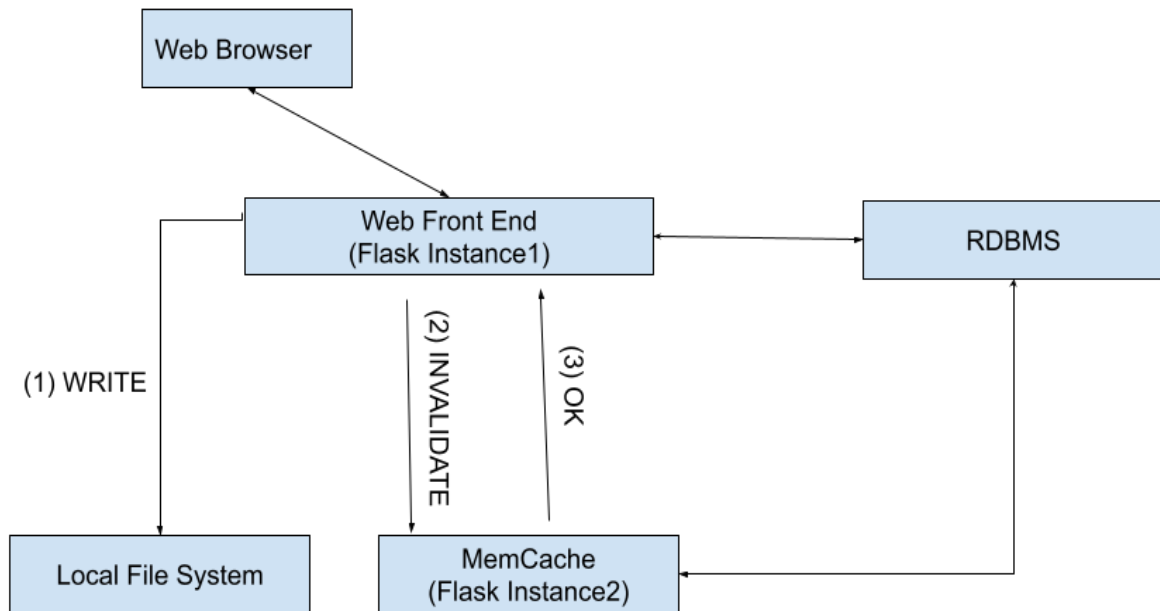 Web Browser
Web Front End
(Flask Instance1)
RDBMS
(1) WRITE
(2) INVALIDATE
(3) OK
Local File System
MemCache
(Flask Instance2)